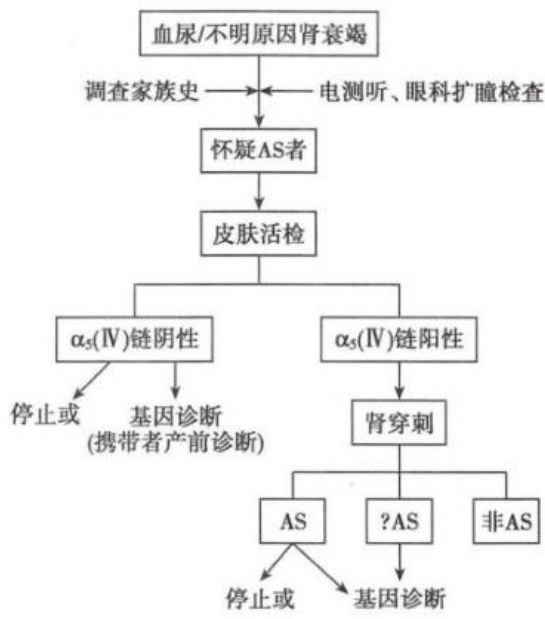 血尿/不明原因肾衰竭
调查家族史
电测听、眼科扩瞳检查
怀疑AS者
皮肤活检
α₅(Ⅳ)链阴性
α₅(Ⅳ)链阳性
停止或
基因诊断
(携带者产前诊断)
肾穿刺
AS
?AS
非AS
停止或
基因诊断